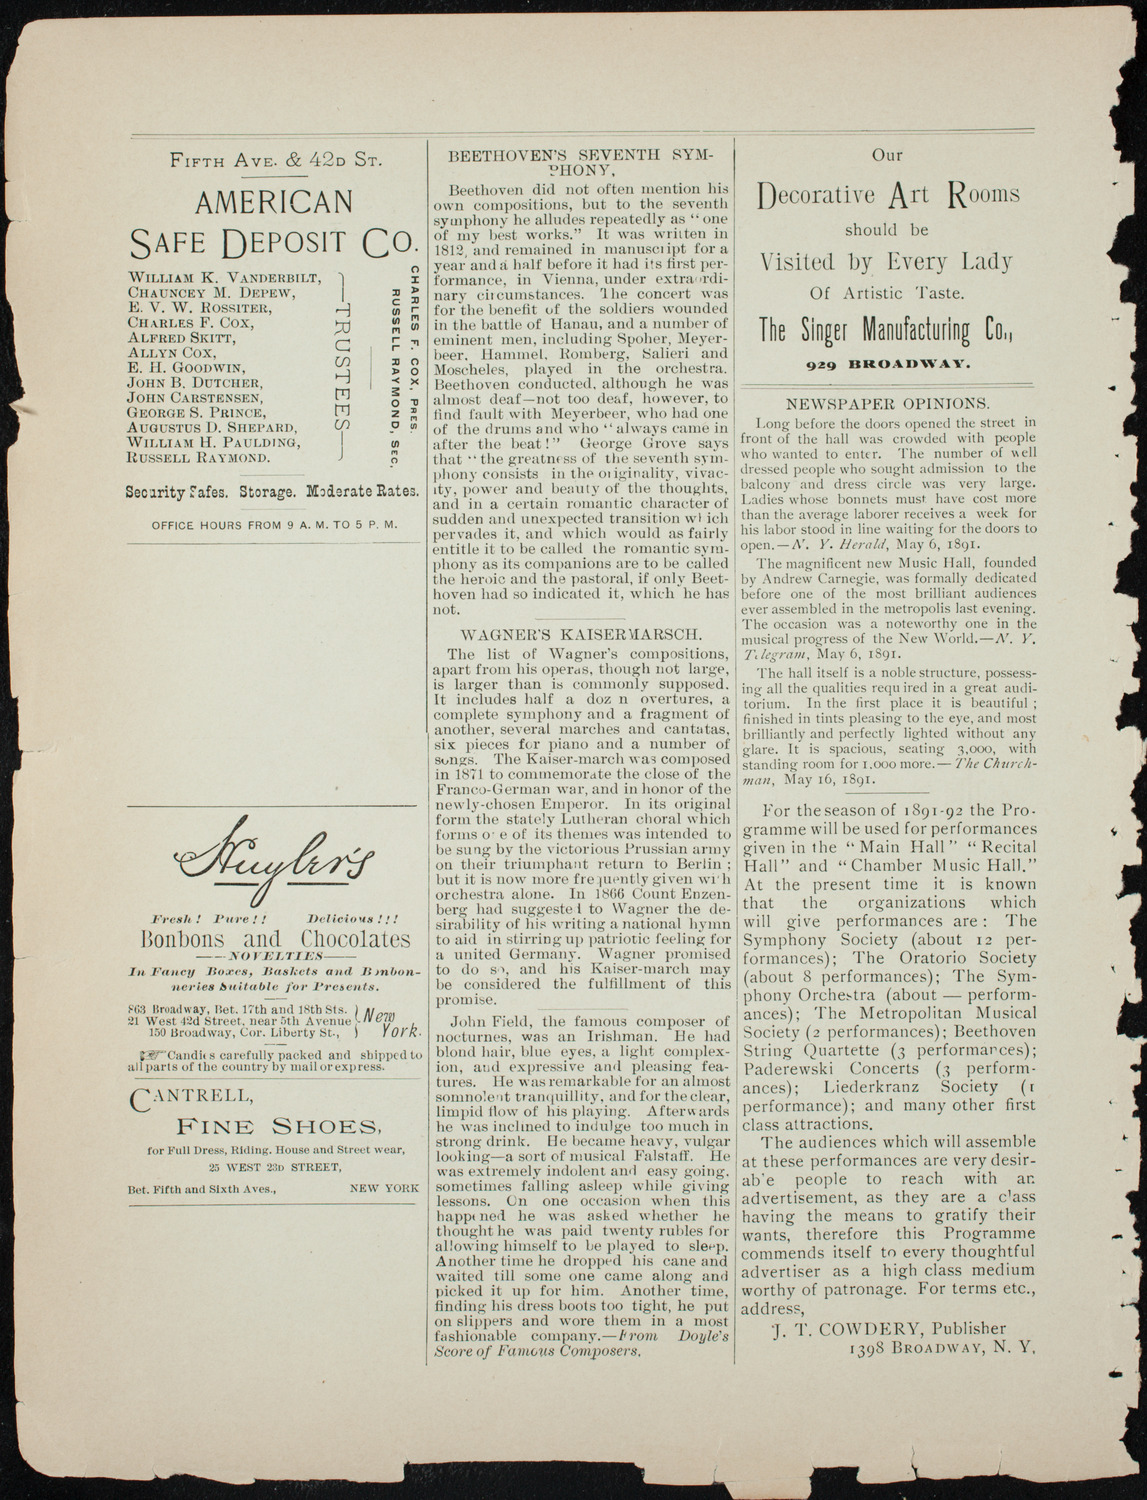 FIFTH AVE. & 42D ST.
AMERICAN
SAFE DEPOSIT CO.
WILLIAM K. VANDERBILT,
CHAUNCEY M. DEPEW,
E. V. W. ROSSITER,
CHARLES F. COX,
ALFRED SKITT,
ALLYN COX,
E. H. GOODWIN,
JOHN B. DUTCHER,
JOHN CARSTENSEN,
GEORGE S. PRINCE,
AUGUSTUS D. SHEPARD,
WILLIAM H. PAULDING,
RUSSELL RAYMOND.
TRUSTEES
CHARLES F. COX, PRES.
RUSSELL RAYMOND, SEC.
Security Safes. Storage. Moderate Rates.
OFFICE HOURS FROM 9 A. M. TO 5 P. M.
Huyler's
Fresh! Pure!! Delicious!!!
Bonbons and Chocolates
NOVELTIES
In Fancy Boxes, Baskets and Bonbon-
neries Suitable for Presents.
863 Broadway, Bet. 17th and 18th Sts.
21 West 42d Street, near 5th Avenue
150 Broadway, Cor. Liberty St.,
New
York.
Candies carefully packed and shipped to
all parts of the country by mail or express.
CANTRELL,
FINE SHOES,
for Full Dress, Riding. House and Street wear,
25 WEST 23D STREET,
Bet. Fifth and Sixth Aves., NEW YORK
BEETHOVEN'S SEVENTH SYM-
PHONY,
Beethoven did not often mention his
own compositions, but to the seventh
symphony he alludes repeatedly as "one
of my best works." It was written in
1812, and remained in manuscript for a
year and a half before it had its first per-
formance, in Vienna, under extraordi-
nary circumstances. The concert was
for the benefit of the soldiers wounded
in the battle of Hanau, and a number of
eminent men, including Spoher, Meyer-
beer, Hammel, Romberg, Salieri and
Moscheles, played in the orchestra.
Beethoven conducted, although he was
almost deaf—not too deaf, however, to
find fault with Meyerbeer, who had one
of the drums and who "always came in
after the beat!" George Grove says
that "the greatness of the seventh sym-
phony consists in the originality, vivac-
ity, power and beauty of the thoughts,
and in a certain romantic character of
sudden and unexpected transition which
pervades it, and which would as fairly
entitle it to be called the romantic sym-
phony as its companions are to be called
the heroic and the pastoral, if only Beet-
hoven had so indicated it, which he has
not.
WAGNER'S KAISERMARSCH.
The list of Wagner's compositions,
apart from his operas, though not large,
is larger than is commonly supposed.
It includes half a doz n overtures, a
complete symphony and a fragment of
another, several marches and cantatas,
six pieces for piano and a number of
songs. The Kaiser-march was composed
in 1871 to commemorate the close of the
Franco-German war, and in honor of the
newly-chosen Emperor. In its original
form the stately Lutheran choral which
forms o e of its themes was intended to
be sung by the victorious Prussian army
on their triumphant return to Berlin;
but it is now more frequently given with
orchestra alone. In 1866 Count Enzen-
berg had suggested to Wagner the de-
sirability of his writing a national hymn
to aid in stirring up patriotic feeling for
a united Germany. Wagner promised
to do so, and his Kaiser-march may
be considered the fulfillment of this
promise.
John Field, the famous composer of
nocturnes, was an Irishman. He had
blond hair, blue eyes, a light complex-
ion, and expressive and pleasing fea-
tures. He was remarkable for an almost
somnolent tranquillity, and for the clear,
limpid flow of his playing. Afterwards
he was inclined to indulge too much in
strong drink. He became heavy, vulgar
looking—a sort of musical Falstaff. He
was extremely indolent and easy going,
sometimes falling asleep while giving
lessons. On one occasion when this
happened he was asked whether he
thought he was paid twenty rubles for
allowing himself to be played to sleep.
Another time he dropped his cane and
waited till some one came along and
picked it up for him. Another time,
finding his dress boots too tight, he put
on slippers and wore them in a most
fashionable company.—From Doyle's
Score of Famous Composers.
Our
Decorative Art Rooms
should be
Visited by Every Lady
Of Artistic Taste.
The Singer Manufacturing Co.,
929 BROADWAY.
NEWSPAPER OPINIONS.
Long before the doors opened the street in
front of the hall was crowded with people
who wanted to enter. The number of well
dressed people who sought admission to the
balcony and dress circle was very large.
Ladies whose bonnets must have cost more
than the average laborer receives a week for
his labor stood in line waiting for the doors to
open.—N. Y. Herald, May 6, 1891.
The magnificent new Music Hall, founded
by Andrew Carnegie, was formally dedicated
before one of the most brilliant audiences
ever assembled in the metropolis last evening.
The occasion was a noteworthy one in the
musical progress of the New World.—N. Y.
Telegram, May 6, 1891.
The hall itself is a noble structure, possess-
ing all the qualities required in a great audi-
torium. In the first place it is beautiful;
finished in tints pleasing to the eye, and most
brilliantly and perfectly lighted without any
glare. It is spacious, seating 3,000, with
standing room for 1,000 more.—The Church-
man, May 16, 1891.
For the season of 1891-92 the Pro-
gramme will be used for performances
given in the "Main Hall" "Recital
Hall" and "Chamber Music Hall."
At the present time it is known
that the organizations which
will give performances are: The
Symphony Society (about 12 per-
formances); The Oratorio Society
(about 8 performances); The Sym-
phony Orchestra (about — perform-
ances); The Metropolitan Musical
Society (2 performances); Beethoven
String Quartette (3 performances);
Paderewski Concerts (3 perform-
ances); Liederkranz Society (1
performance); and many other first
class attractions.
The audiences which will assemble
at these performances are very desir-
able people to reach with an
advertisement, as they are a class
having the means to gratify their
wants, therefore this Programme
commends itself to every thoughtful
advertiser as a high class medium
worthy of patronage. For terms etc.,
address,
J. T. COWDERY, Publisher
1398 BROADWAY, N. Y,